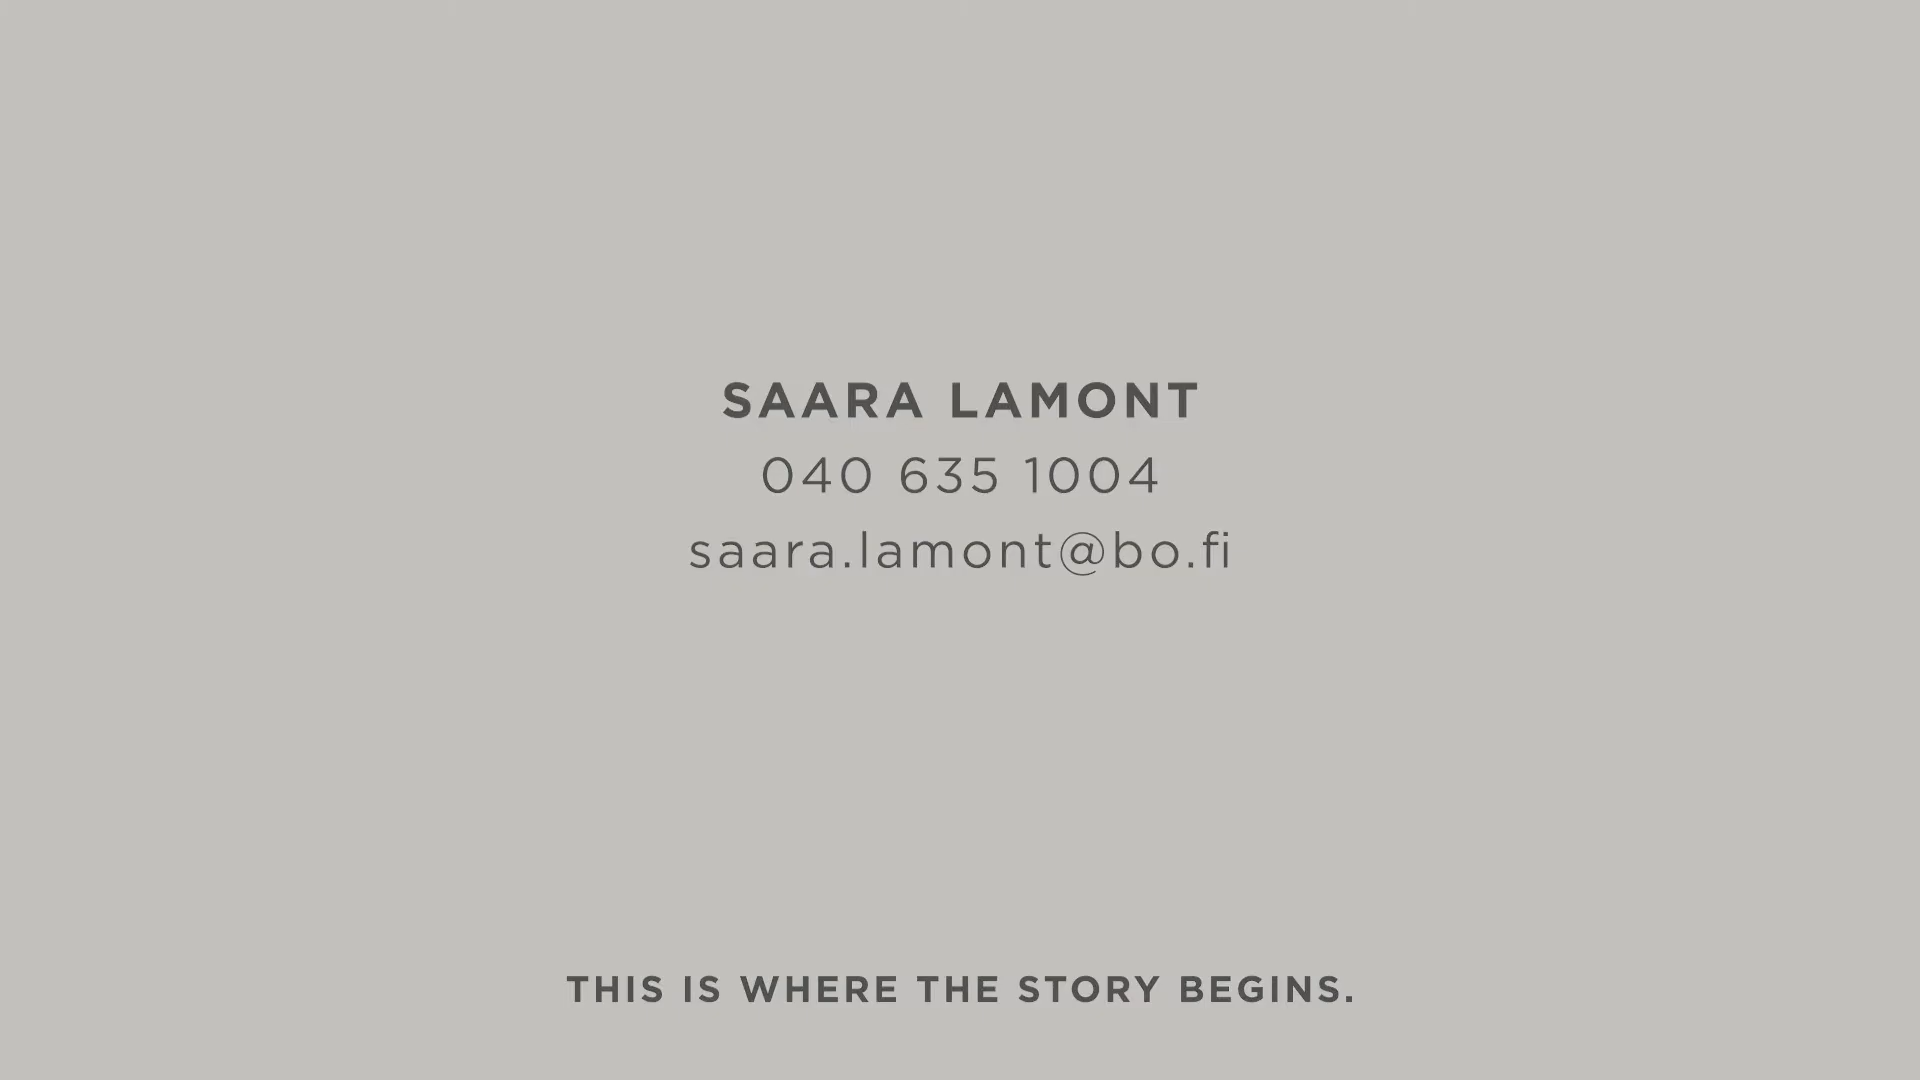 SAARA LAMONT
040 635 1004
saara.lamont@bo.fi
THIS IS WHERE THE STORY BEGINS.